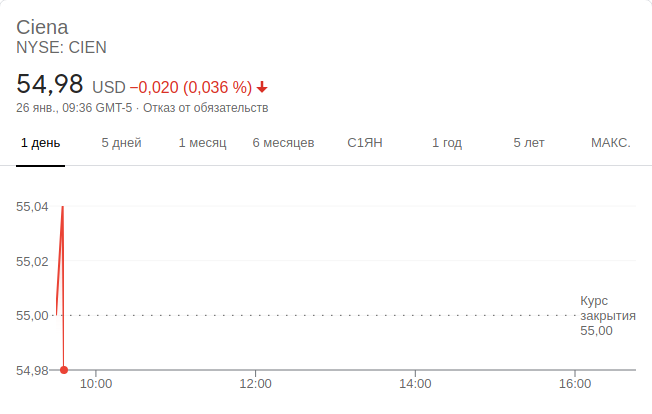 Ciena
NYSE: CIEN
54,98 USD −0,020 (0,036 %)
26 янв., 09:36 GMT-5 · Отказ от обязательств
1 день 5 дней 1 месяц 6 месяцев С1ЯН 1 год 5 лет МАКС.
55,04
55,02
55,00
54,98
Курс
закрытия
55,00
10:00 12:00 14:00 16:00